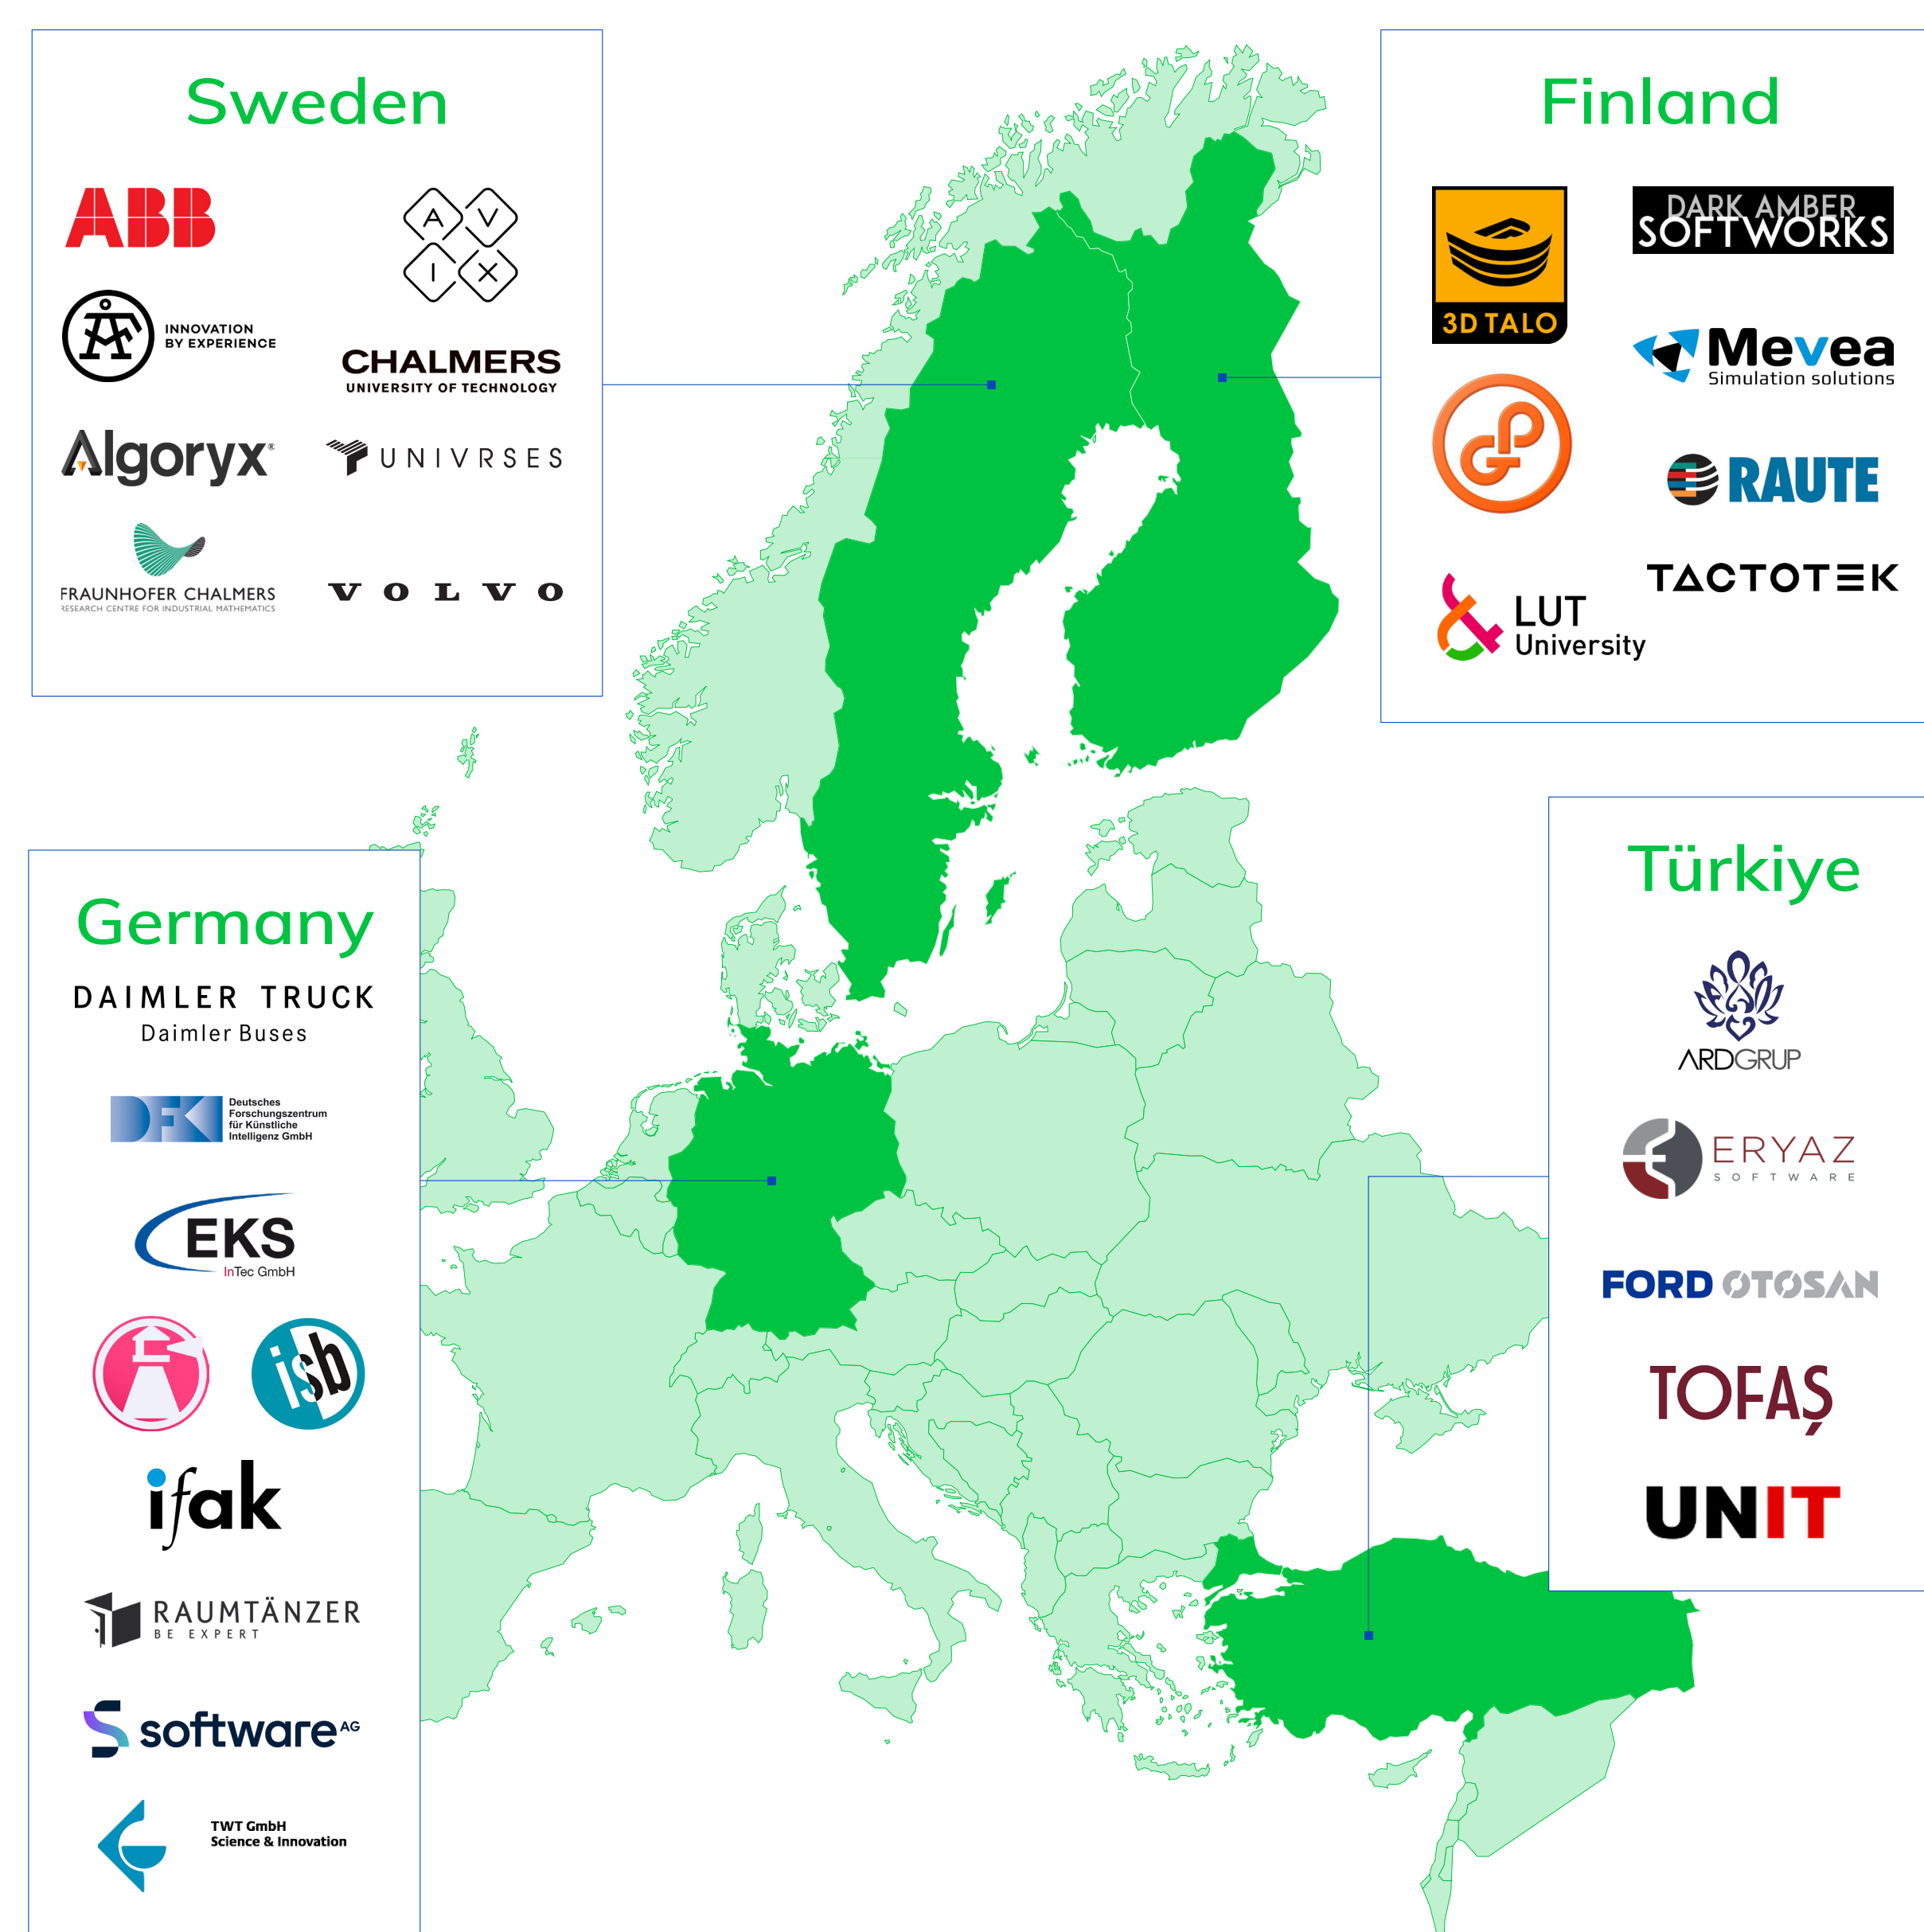 Sweden
ABB
A V
I X
ÅF
INNOVATION
BY EXPERIENCE
CHALMERS
UNIVERSITY OF TECHNOLOGY
Algoryx®
UNIVRSES
FRAUNHOFER CHALMERS
RESEARCH CENTRE FOR INDUSTRIAL MATHEMATICS
VOLVO
Finland
3D TALO
DARK AMBER
SOFTWORKS
Mevea
Simulation solutions
GP
RAUTE
TACTOTEK
LUT
University
Germany
DAIMLER TRUCK
Daimler Buses
DFK
Deutsches
Forschungszentrum
für Künstliche
Intelligenz GmbH
EKS
InTec GmbH
isb
ifak
RAUMTÄNZER
BE EXPERT
software AG
TWT GmbH
Science & Innovation
Türkiye
ARDGRUP
ERYAZ
SOFTWARE
FORD OTOSAN
TOFAŞ
UNIT